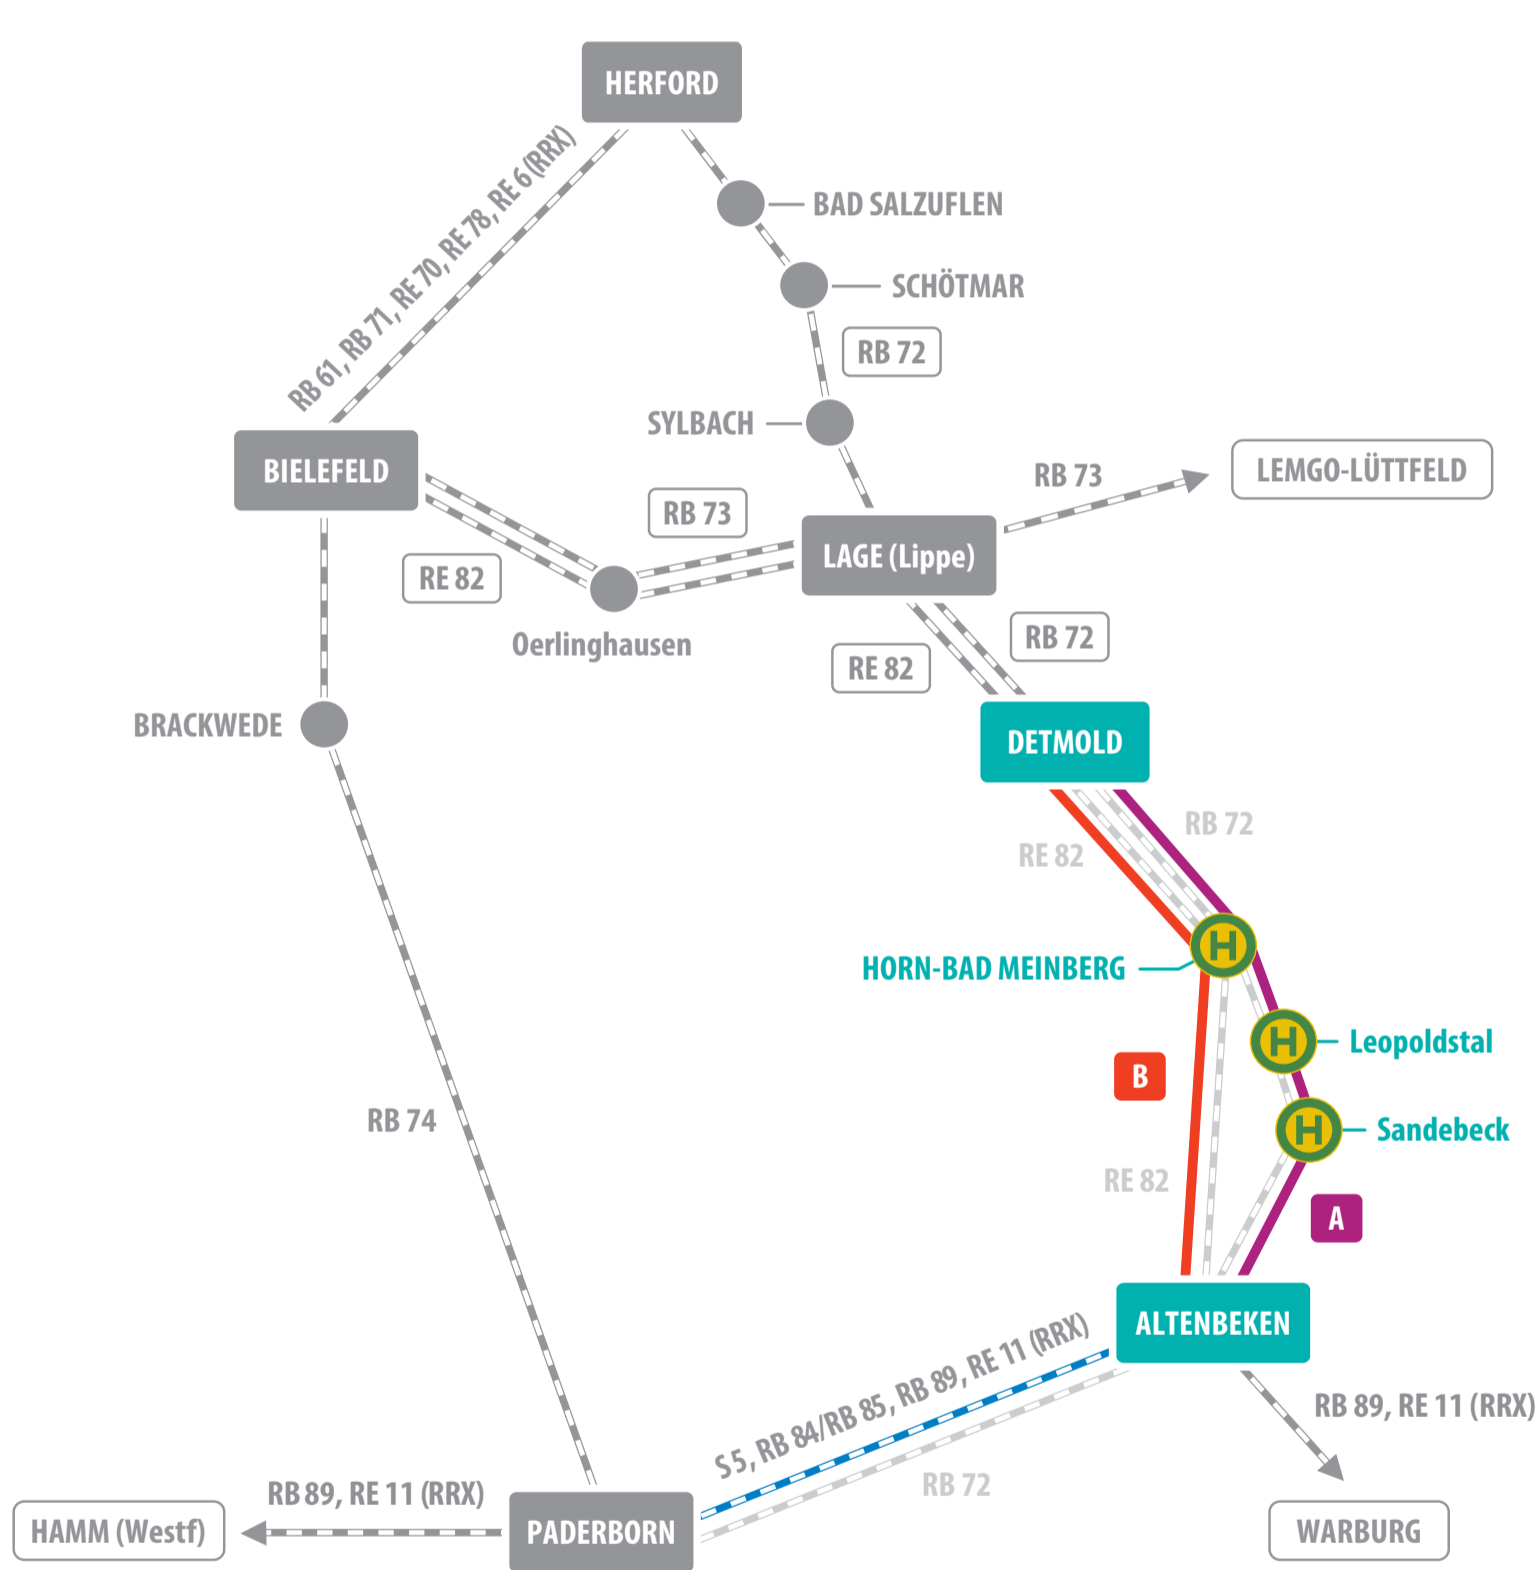 HERFORD
RB 61, RB 71, RE 70, RE 78, RE 6 (RRX)
BAD SALZUFLEN
SCHÖTMAR
RB 72
SYLBACH
BIELEFELD
RB 73
LEMGO-LÜTTFELD
RB 73
LAGE (Lippe)
RE 82
Oerlinghausen
RB 72
RE 82
BRACKWEDE
DETMOLD
RB 72
RE 82
H
HORN-BAD MEINBERG
H
Leopoldstal
B
RB 74
H
Sandebeck
RE 82
A
ALTENBEKEN
S 5, RB 84/RB 85, RB 89, RE 11 (RRX)
RB 89, RE 11 (RRX)
RB 72
RB 89, RE 11 (RRX)
HAMM (Westf)
PADERBORN
WARBURG